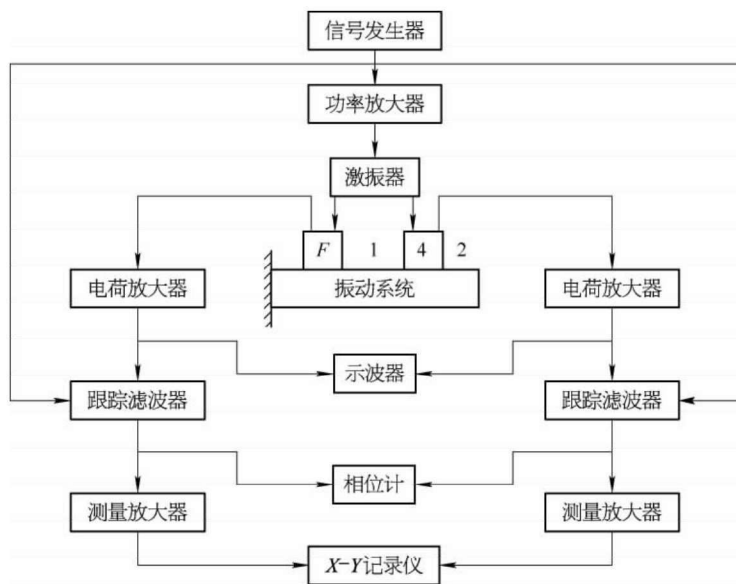 信号发生器
功率放大器
激振器
F 1 4 2
电荷放大器 振动系统 电荷放大器
示波器
跟踪滤波器 跟踪滤波器
相位计
测量放大器 测量放大器
X-Y记录仪